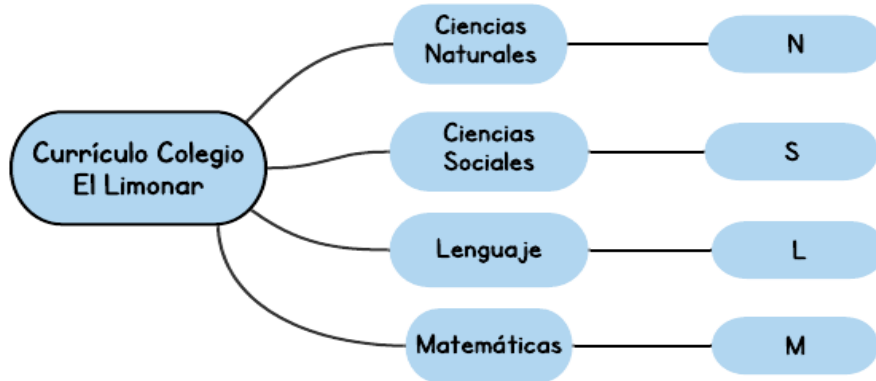 Ciencias
Naturales
N
Currículo Colegio
El Limonar
Ciencias
Sociales
S
Lenguaje
L
Matemáticas
M